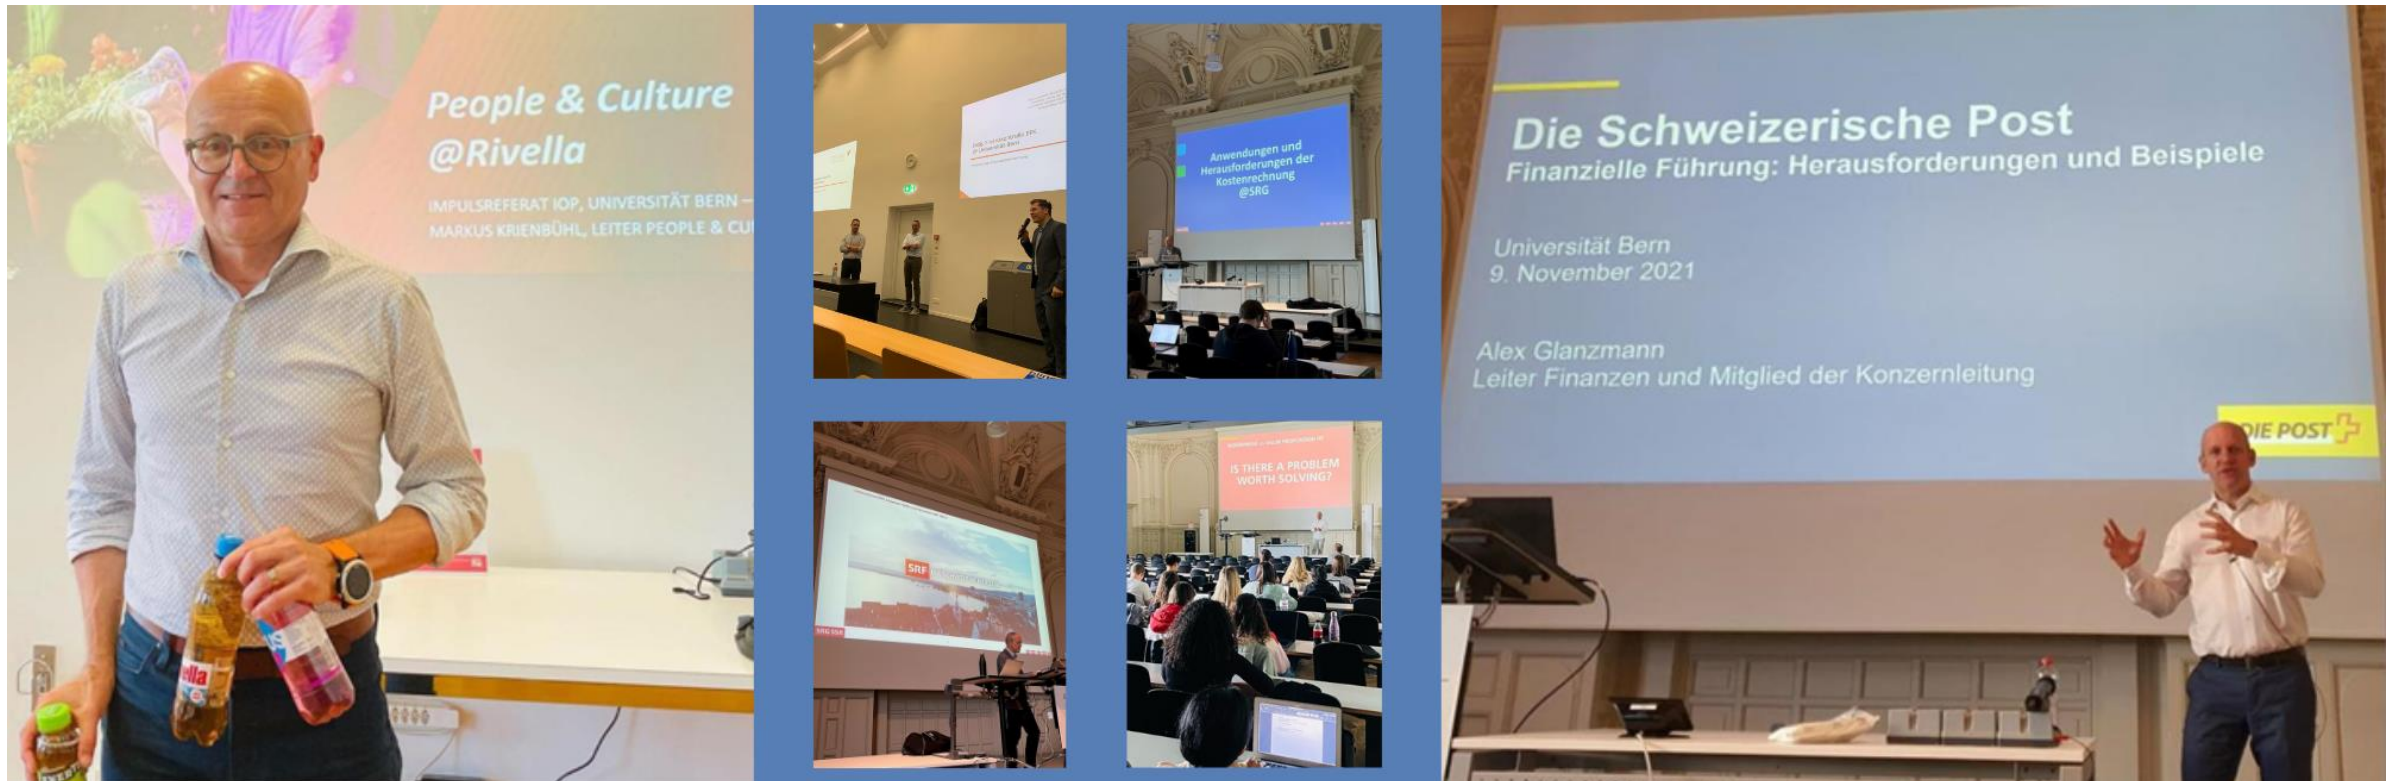 People & Culture
@Rivella
IMPULSREFERAT IOP, UNIVERSITÄT BERN –
MARKUS KRIENBÜHL, LEITER PEOPLE & CU
ella
Anwendungen und
Herausforderungen der
Kostenrechnung
@SRG
SRF
SRG SSR
IS THERE A PROBLEM
WORTH SOLVING?
Die Schweizerische Post
Finanzielle Führung: Herausforderungen und Beispiele
Universität Bern
9. November 2021
Alex Glanzmann
Leiter Finanzen und Mitglied der Konzernleitung
DIE POST